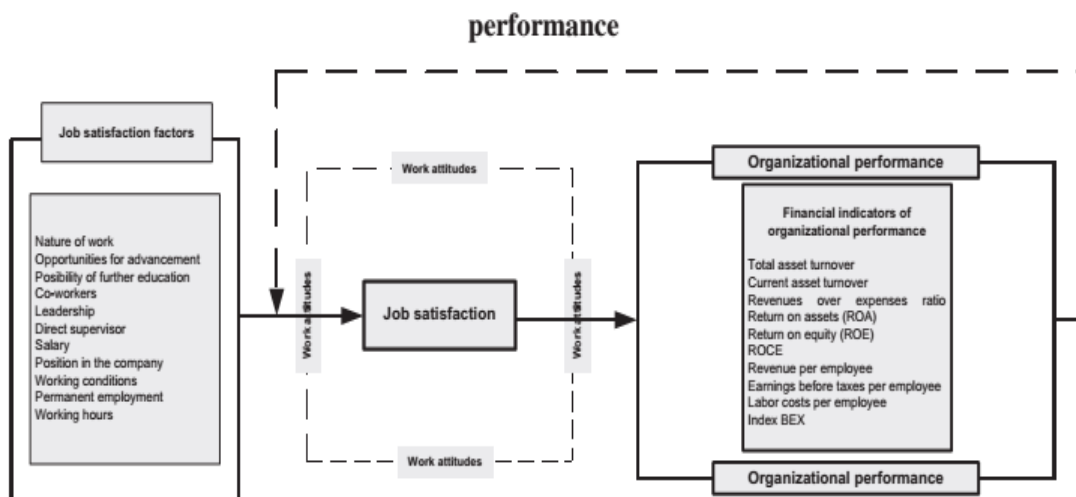 performance
Job satisfaction factors
Nature of work
Opportunities for advancement
Posibility of further education
Co-workers
Leadership
Direct supervisor
Salary
Position in the company
Working conditions
Permanent employment
Working hours
Work attitudes
Work attitudes
Job satisfaction
Work attitudes
Work attitudes
Organizational performance
Financial indicators of
organizational performance
Total asset turnover
Current asset turnover
Revenues over expenses ratio
Return on assets (ROA)
Return on equity (ROE)
ROCE
Revenue per employee
Earnings before taxes per employee
Labor costs per employee
Index BEX
Organizational performance